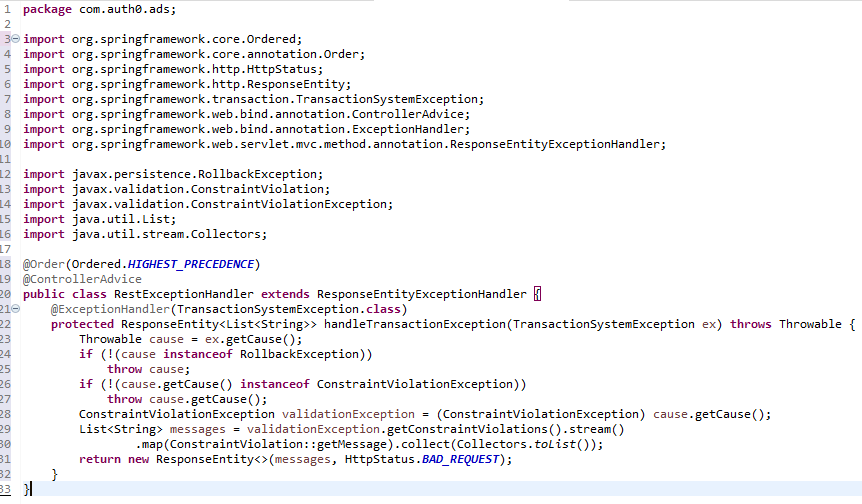 1 package com.auth0.ads;
2
3 import org.springframework.core.Ordered;
4 import org.springframework.core.annotation.Order;
5 import org.springframework.http.HttpStatus;
6 import org.springframework.http.ResponseEntity;
7 import org.springframework.transaction.TransactionSystemException;
8 import org.springframework.web.bind.annotation.ControllerAdvice;
9 import org.springframework.web.bind.annotation.ExceptionHandler;
10 import org.springframework.web.servlet.mvc.method.annotation.ResponseEntityExceptionHandler;
11
12 import javax.persistence.RollbackException;
13 import javax.validation.ConstraintViolation;
14 import javax.validation.ConstraintViolationException;
15 import java.util.List;
16 import java.util.stream.Collectors;
17
18 @Order(Ordered.HIGHEST_PRECEDENCE)
19 @ControllerAdvice
20 public class RestExceptionHandler extends ResponseEntityExceptionHandler {
21     @ExceptionHandler(TransactionSystemException.class)
22     protected ResponseEntity<List<String>> handleTransactionException(TransactionSystemException ex) throws Throwable {
23         Throwable cause = ex.getCause();
24         if (!(cause instanceof RollbackException))
25             throw cause;
26         if (!(cause.getCause() instanceof ConstraintViolationException))
27             throw cause.getCause();
28         ConstraintViolationException validationException = (ConstraintViolationException) cause.getCause();
29         List<String> messages = validationException.getConstraintViolations().stream()
30                 .map(ConstraintViolation::getMessage).collect(Collectors.toList());
31         return new ResponseEntity<>(messages, HttpStatus.BAD_REQUEST);
32     }
33 }